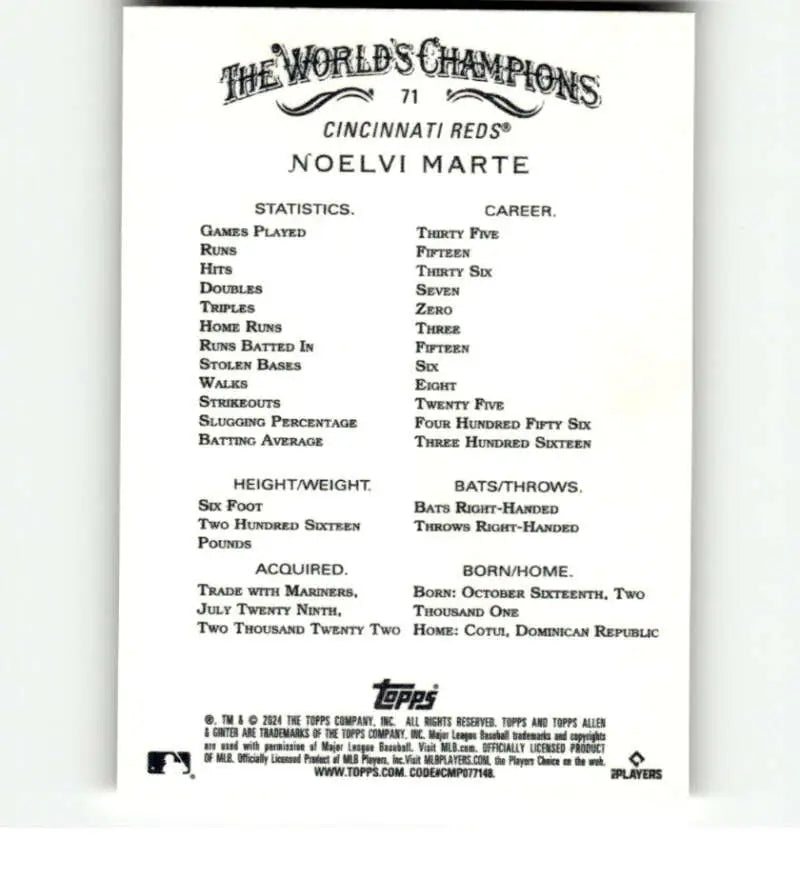 THE WORLD'S CHAMPIONS
71
CINCINNATI REDS®
NOELVI MARTE
STATISTICS. CAREER.
GAMES PLAYED THIRTY FIVE
RUNS FIFTEEN
HITS THIRTY SIX
DOUBLES SEVEN
TRIPLES ZERO
HOME RUNS THREE
RUNS BATTED IN FIFTEEN
STOLEN BASES SIX
WALKS EIGHT
STRIKEOUTS TWENTY FIVE
SLUGGING PERCENTAGE FOUR HUNDRED FIFTY SIX
BATTING AVERAGE THREE HUNDRED SIXTEEN
HEIGHT/WEIGHT.
SIX FOOT
TWO HUNDRED SIXTEEN
POUNDS
BATS/THROWS.
BATS RIGHT-HANDED
THROWS RIGHT-HANDED
ACQUIRED.
TRADE WITH MARINERS,
JULY TWENTY NINTH,
TWO THOUSAND TWENTY TWO
BORN/HOME.
BORN: OCTOBER SIXTEENTH, TWO
THOUSAND ONE
HOME: COTUI, DOMINICAN REPUBLIC
Topps
®, TM & © 2024 THE TOPPS COMPANY, INC. ALL RIGHTS RESERVED. TOPPS AND TOPPS ALLEN
& GINTER ARE TRADEMARKS OF THE TOPPS COMPANY, INC. Major League Baseball trademarks and copyrights
are used with permission of Major League Baseball. Visit MLB.com. OFFICIALLY LICENSED PRODUCT
OF MLB. Officially Licensed Product of MLB Players, Inc. Visit MLBPLAYERS.COM, the Players Choice on the web.
WWW.TOPPS.COM. CODE#CMP077148.
PLAYERS